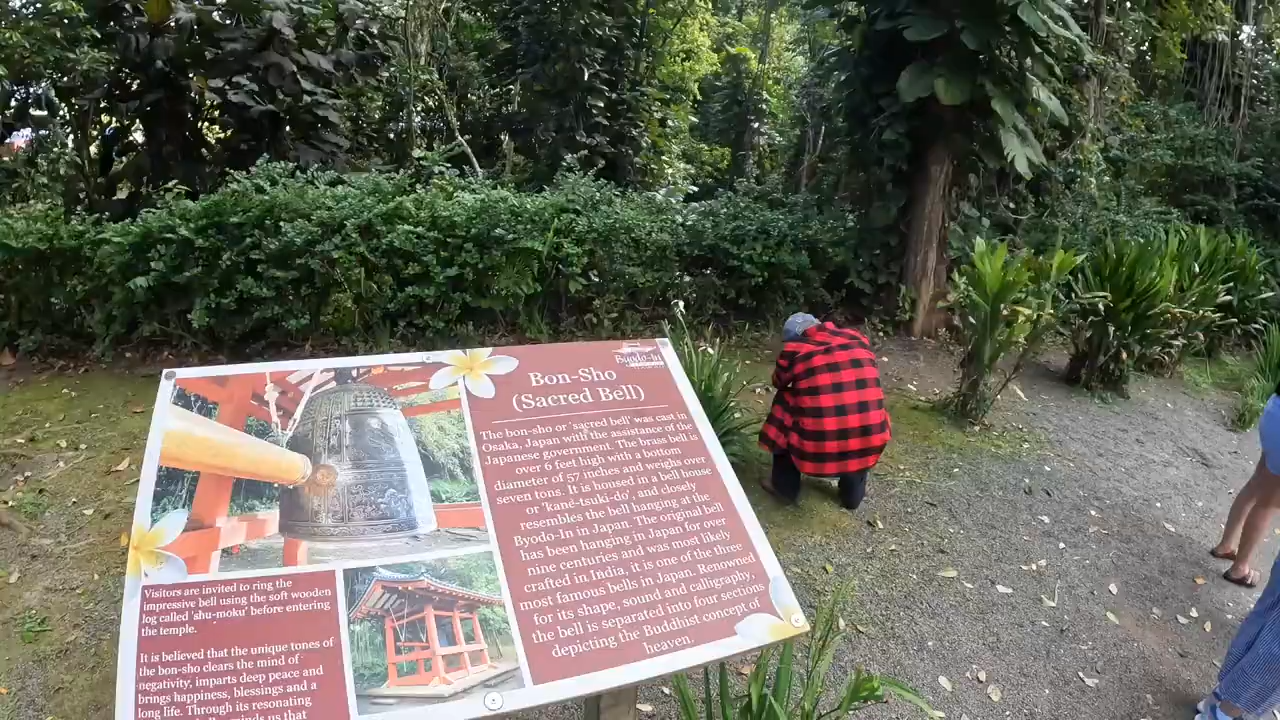 Byodo-In
Bon-Sho
(Sacred Bell)
The bon-sho or 'sacred bell' was cast in
Osaka, Japan with the assistance of the
Japanese government. The brass bell is
over 6 feet high with a bottom
diameter of 57 inches and weighs over
seven tons. It is housed in a bell house
or 'kane-tsuki-do', and closely
resembles the bell hanging at the
Byodo-In in Japan. The original bell
has been hanging in Japan for over
nine centuries and was most likely
crafted in India, it is one of the three
most famous bells in Japan. Renowned
for its shape, sound and calligraphy,
the bell is separated into four sections
depicting the Buddhist concept of
heaven.
Visitors are invited to ring the
impressive bell using the soft wooden
log called 'shu-moku' before entering
the temple.
It is believed that the unique tones of
the bon-sho clears the mind of
negativity, imparts deep peace and
brings happiness, blessings and a
long life. Through its resonating
us that